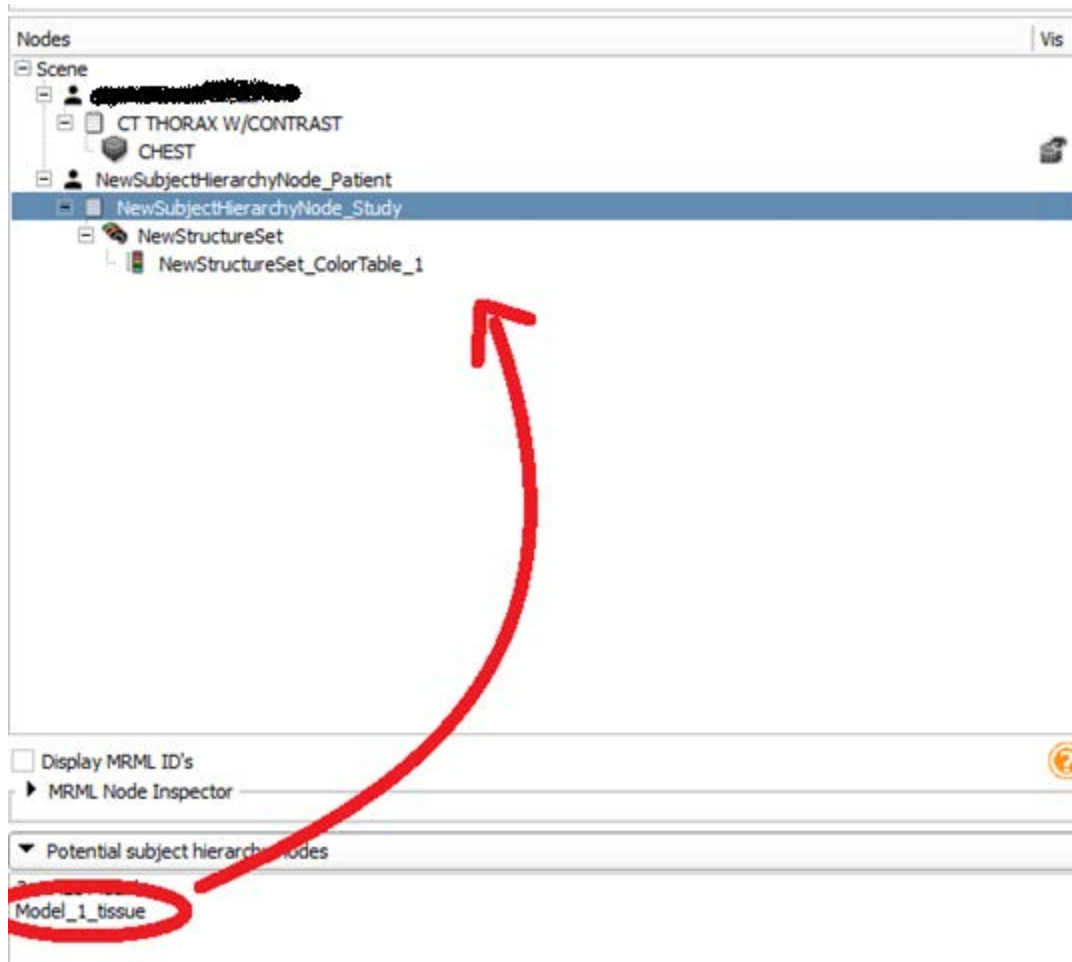 Nodes Vis
Scene
CT THORAX W/CONTRAST
CHEST
NewSubjectHierarchyNode_Patient
NewSubjectHierarchyNode_Study
NewStructureSet
NewStructureSet_ColorTable_1
Display MRML ID's
MRML Node Inspector
Potential subject hierarchy nodes
Model_1_tissue